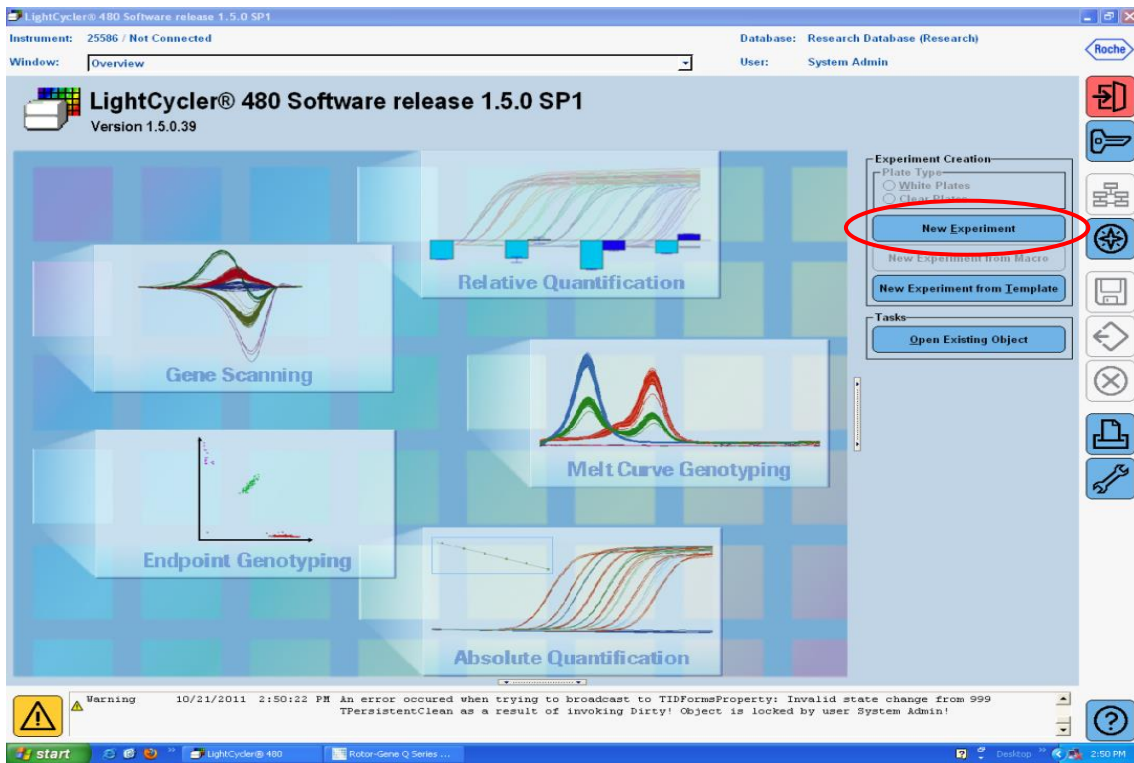 LightCycler® 480 Software release 1.5.0 SP1
Instrument: 25586 / Not Connected
Database: Research Database (Research)
Window: Overview
User: System Admin
Roche
LightCycler® 480 Software release 1.5.0 SP1
Version 1.5.0.39
Relative Quantification
Gene Scanning
Melt Curve Genotyping
Endpoint Genotyping
Absolute Quantification
Experiment Creation
Plate Type
White Plates
Clear Plates
New Experiment
New Experiment from Macro
New Experiment from Template
Tasks
Open Existing Object
Warning 10/21/2011 2:50:22 PM An error occured when trying to broadcast to TIDFormsProperty: Invalid state change from 999
TPersistentClean as a result of invoking Dirty! Object is locked by user System Admin!
start
LightCycler® 480
Rotor-Gene Q Series ...
Desktop
2:50 PM